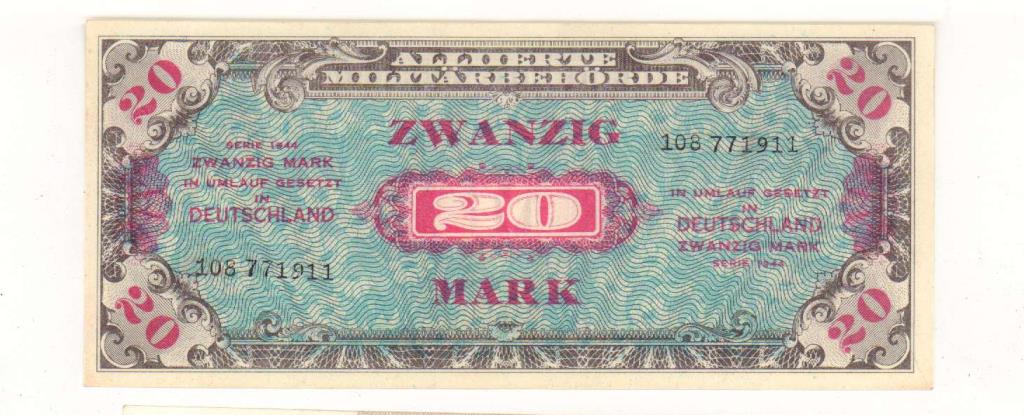 ALLIIERTE
MILITÄRBEHÖRDE
20
20
ZWANZIG
SERIE 1944
ZWANZIG MARK
IN UMLAUF GESETZT
IN
DEUTSCHLAND
108 771911
20
108 771911
IN UMLAUF GESETZT
IN
DEUTSCHLAND
ZWANZIG MARK
SERIE 1944
MARK
20
20